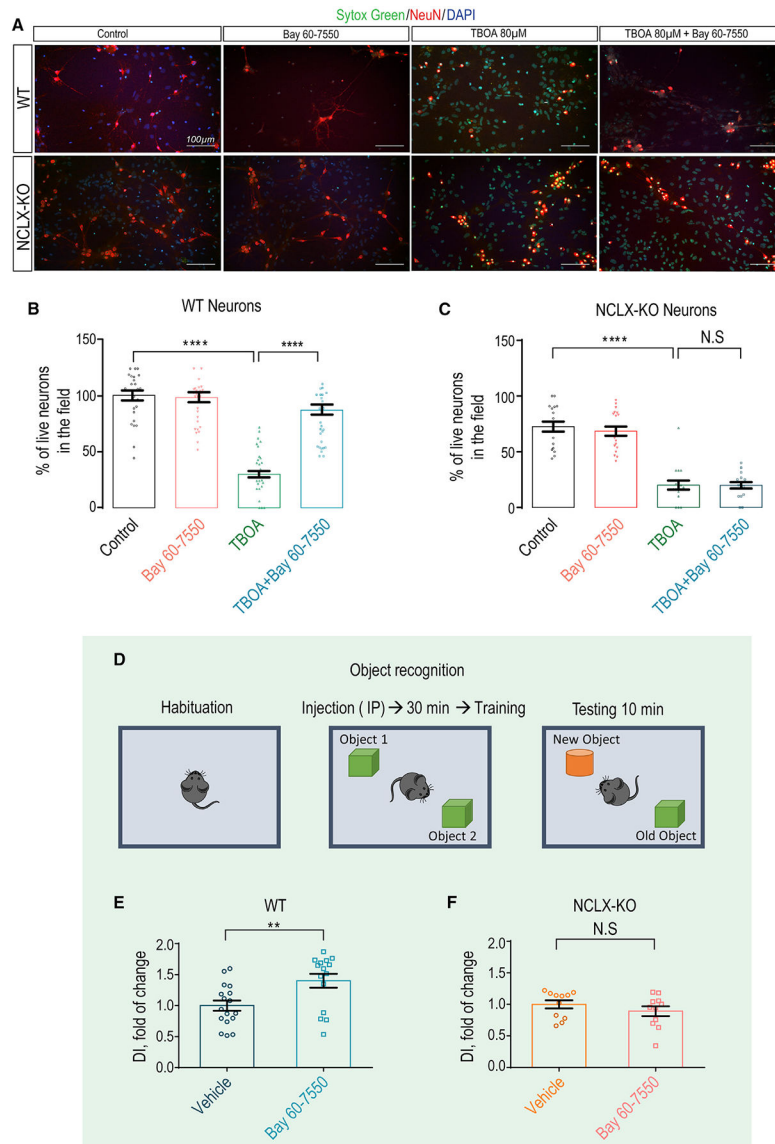 A
Sytox Green/NeuN/DAPI
Control
Bay 60-7550
TBOA 80µM
TBOA 80µM + Bay 60-7550
WT
100µm
NCLX-KO
B
WT Neurons
% of live neurons
in the field
150
100
50
0
****
****
Control
Bay 60-7550
TBOA
TBOA+Bay 60-7550
C
NCLX-KO Neurons
% of live neurons
in the field
150
100
50
0
****
N.S
Control
Bay 60-7550
TBOA
TBOA+Bay 60-7550
D
Object recognition
Habituation
Injection ( IP) → 30 min → Training
Testing 10 min
Object 1
Object 2
New Object
Old Object
E
WT
DI, fold of change
2.0
1.5
1.0
0.5
0
**
Vehicle
Bay 60-7550
F
NCLX-KO
DI, fold of change
2.0
1.5
1.0
0.5
0
N.S
Vehicle
Bay 60-7550